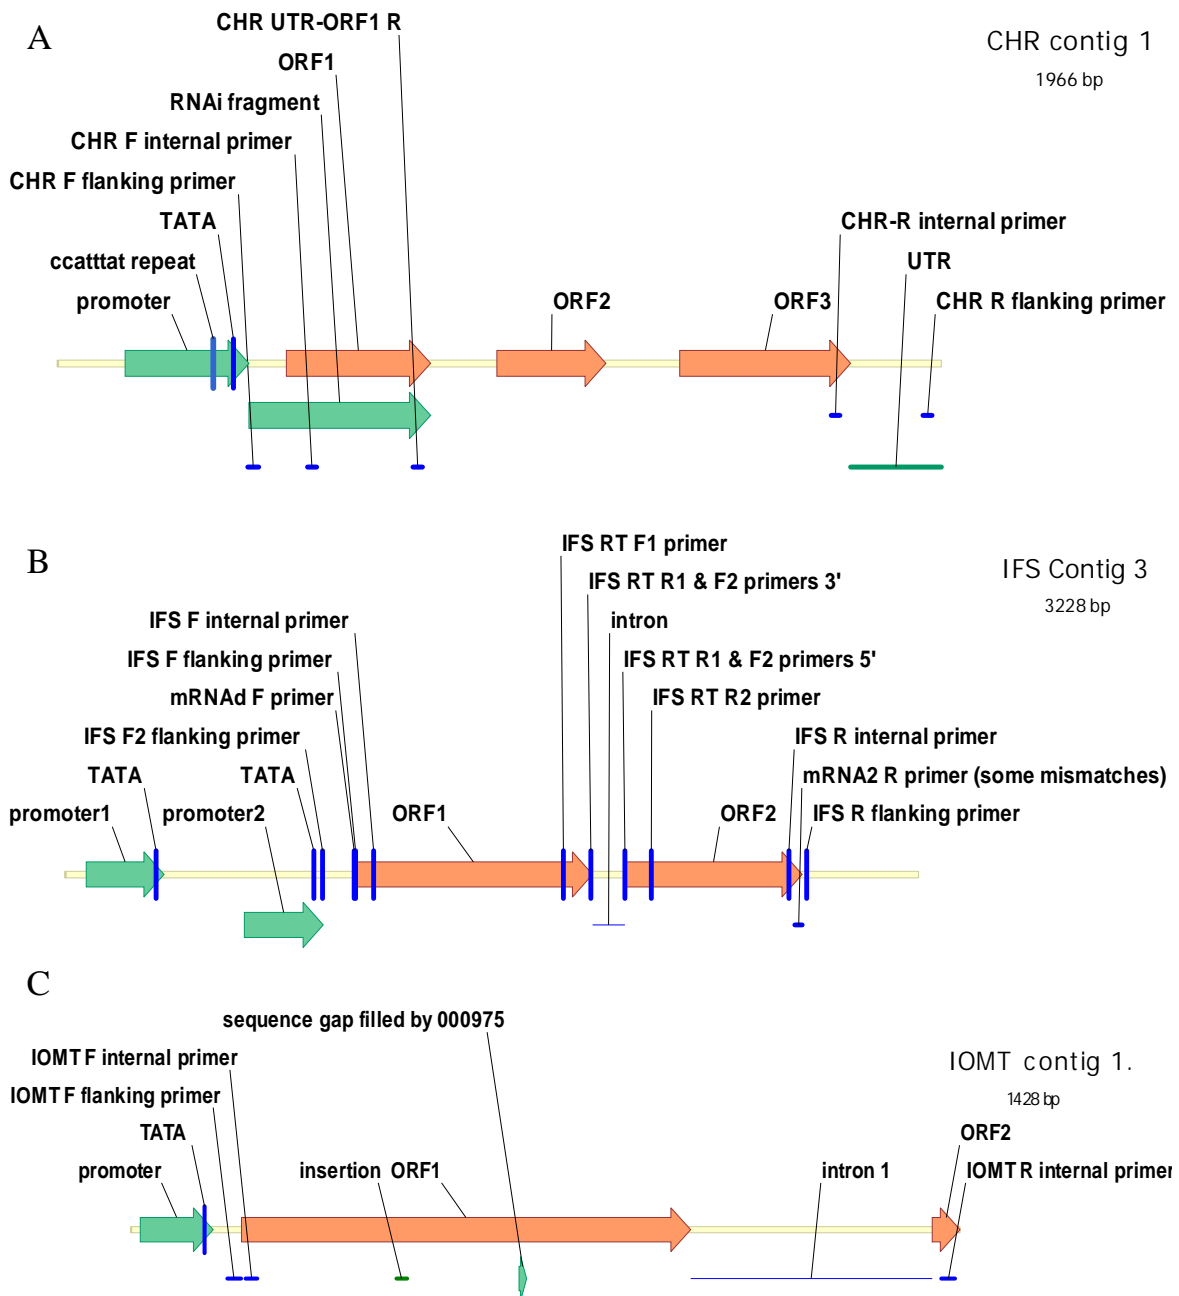 A
CHR UTR-ORF1 R
CHR contig 1
ORF1
1966 bp
RNAi fragment
CHR F internal primer
CHR F flanking primer
TATA
CHR-R internal primer
ccatttat repeat
UTR
promoter
ORF2
ORF3
CHR R flanking primer
B
IFS RT F1 primer
IFS Contig 3
IFS RT R1 & F2 primers 3'
3228 bp
IFS F internal primer
intron
IFS F flanking primer
IFS RT R1 & F2 primers 5'
mRNAd F primer
IFS RT R2 primer
IFS F2 flanking primer
IFS R internal primer
TATA
TATA
mRNA2 R primer (some mismatches)
promoter1
promoter2
ORF1
ORF2
IFS R flanking primer
C
sequence gap filled by 000975
IOMT F internal primer
IOMT contig 1.
IOMT F flanking primer
1428 bp
TATA
ORF2
promoter
insertion ORF1
intron 1
IOMT R internal primer